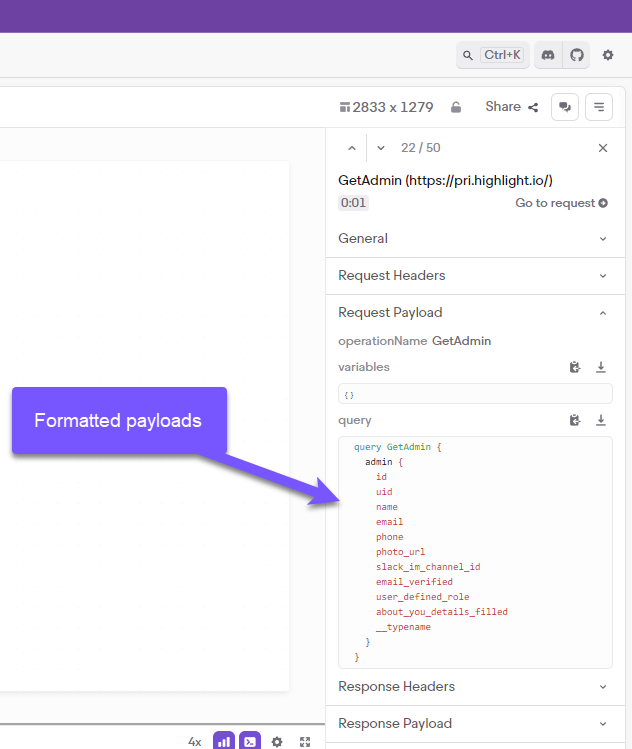 Ctrl+K
2833 x 1279
Share
22 / 50
GetAdmin (https://pri.highlight.io/)
0:01
Go to request
General
Request Headers
Request Payload
operationName GetAdmin
variables
{}
Formatted payloads
query
query GetAdmin {
admin {
id
uid
name
email
phone
photo_url
slack_im_channel_id
email_verified
user_defined_role
about_you_details_filled
__typename
}
}
Response Headers
Response Payload
4x